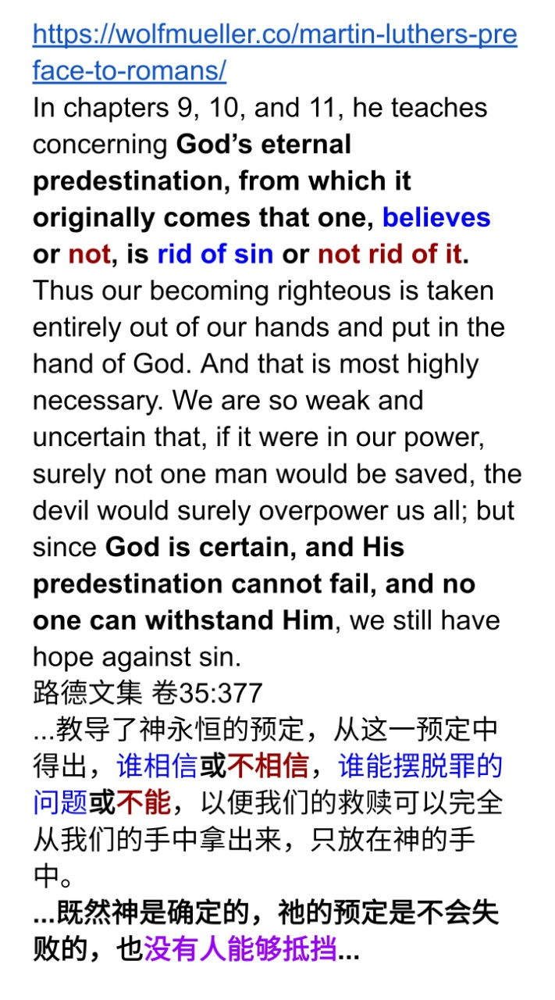 https://wolfmueller.co/martin-luthers-pre
face-to-romans/
In chapters 9, 10, and 11, he teaches
concerning God’s eternal
predestination, from which it
originally comes that one, believes
or not, is rid of sin or not rid of it.
Thus our becoming righteous is taken
entirely out of our hands and put in the
hand of God. And that is most highly
necessary. We are so weak and
uncertain that, if it were in our power,
surely not one man would be saved, the
devil would surely overpower us all; but
since God is certain, and His
predestination cannot fail, and no
one can withstand Him, we still have
hope against sin.
路德文集 卷35:377
...教导了神永恒的预定，从这一预定中
得出，谁相信或不相信，谁能摆脱罪的
问题或不能，以便我们的救赎可以完全
从我们的手中拿出来，只放在神的手
中。
...既然神是确定的，祂的预定是不会失
败的，也没有人能够抵挡...